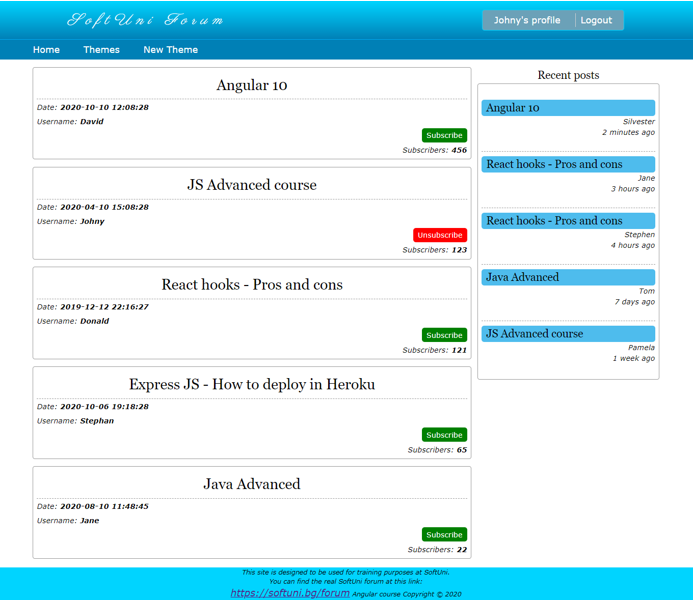 SoftUni Forum
Johny's profile
Logout
Home Themes New Theme
Angular 10
Date: 2020-10-10 12:08:28
Username: David
Subscribe
Subscribers: 456
JS Advanced course
Date: 2020-04-10 15:08:28
Username: Johny
Unsubscribe
Subscribers: 123
React hooks - Pros and cons
Date: 2019-12-12 22:16:27
Username: Donald
Subscribe
Subscribers: 121
Express JS - How to deploy in Heroku
Date: 2020-10-06 19:18:28
Username: Stephan
Subscribe
Subscribers: 65
Java Advanced
Date: 2020-08-10 11:48:45
Username: Jane
Subscribe
Subscribers: 22
Recent posts
Angular 10
Silvester
2 minutes ago
React hooks - Pros and cons
Jane
3 hours ago
React hooks - Pros and cons
Stephen
4 hours ago
Java Advanced
Tom
7 days ago
JS Advanced course
Pamela
1 week ago
This site is designed to be used for training purposes at SoftUni.
You can find the real SoftUni forum at this link:
https://softuni.bg/forum Angular course Copyright © 2020